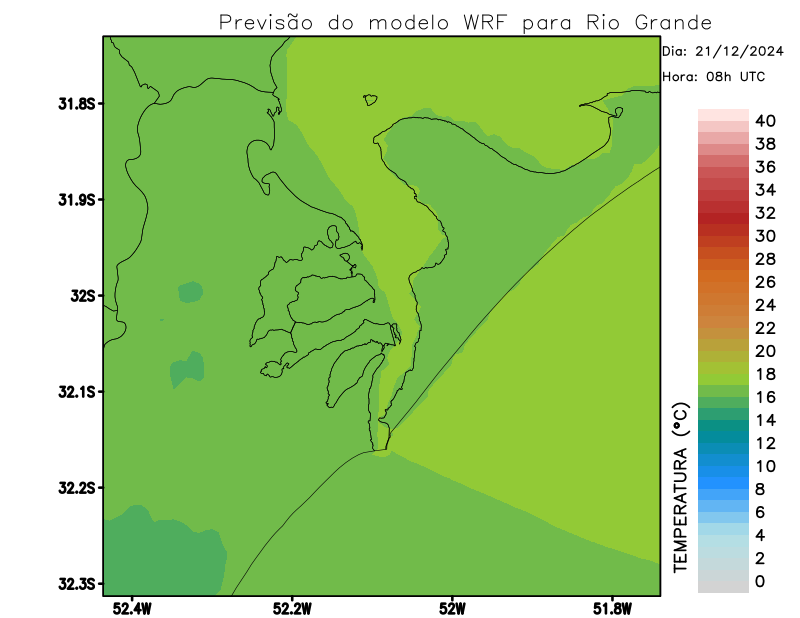 Previsão do modelo WRF para Rio Grande
Dia: 21/12/2024
Hora: 08h UTC
31.8S
31.9S
32S
32.1S
32.2S
32.3S
52.4W
52.2W
52W
51.8W
TEMPERATURA (ºC)
40
38
36
34
32
30
28
26
24
22
20
18
16
14
12
10
8
6
4
2
0